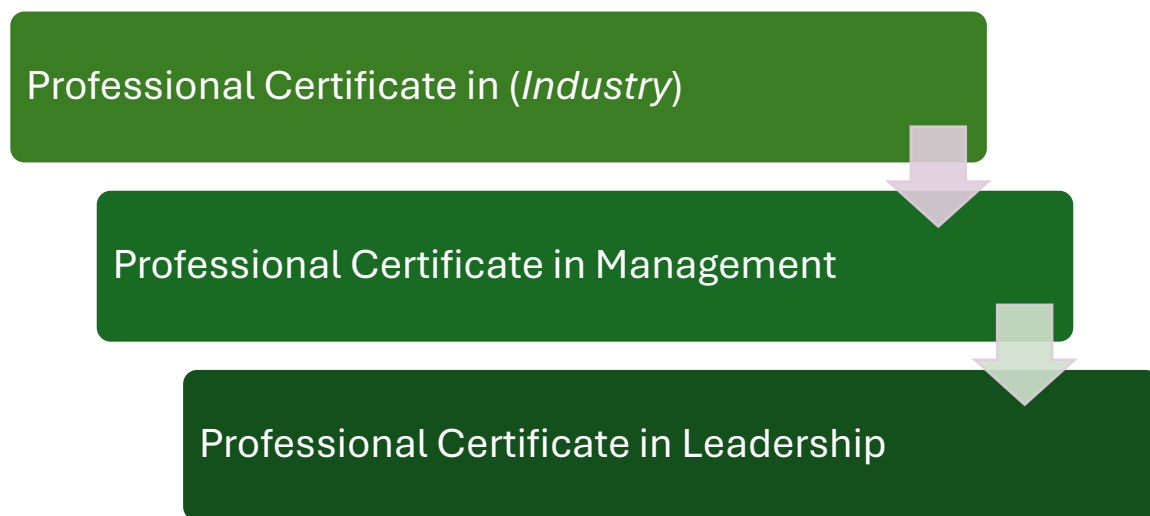 Professional Certificate in (Industry)
Professional Certificate in Management
Professional Certificate in Leadership